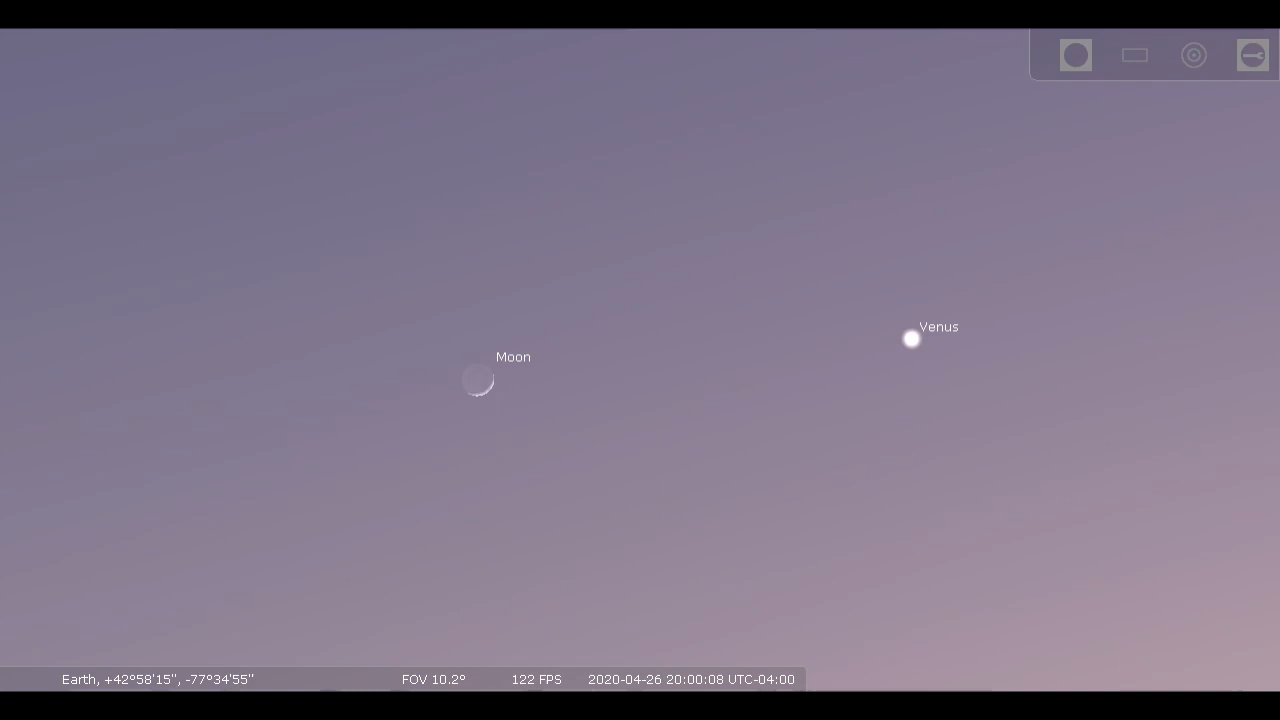 Venus
Moon
Earth, +42°58'15", -77°34'55" FOV 10.2° 122 FPS 2020-04-26 20:00:08 UTC-04:00